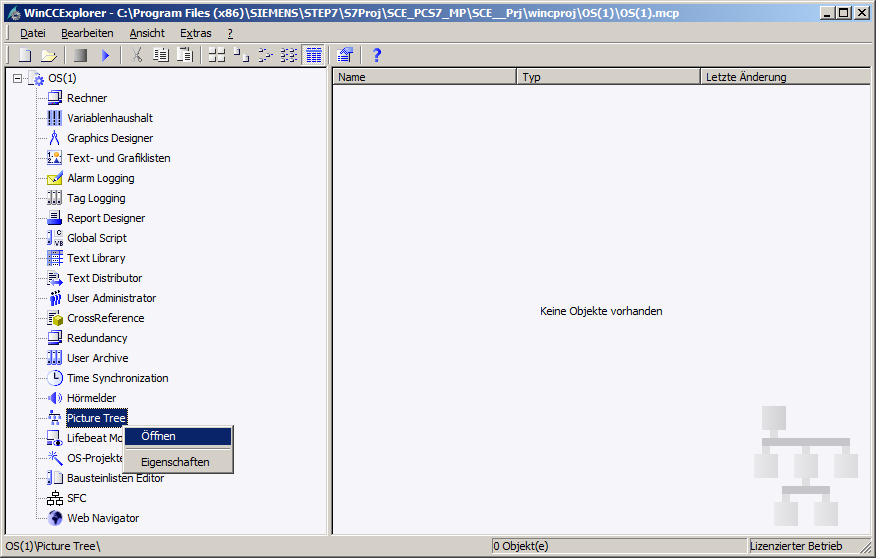 WinCCExplorer - C:\Program Files (x86)\SIEMENS\STEP7\S7Proj\SCE_PCS7_MP\SCE__Prj\wincproj\OS(1)\OS(1).mcp
Datei Bearbeiten Ansicht Extras ?
OS(1)
Rechner
Variablenhaushalt
Graphics Designer
Text- und Grafiklisten
Alarm Logging
Tag Logging
Report Designer
Global Script
Text Library
Text Distributor
User Administrator
CrossReference
Redundancy
User Archive
Time Synchronization
Hörmelder
Picture Tree
Lifebeat Mo
OS-Projekte
Bausteinlisten Editor
SFC
Web Navigator
Öffnen
Eigenschaften
Name Typ Letzte Änderung
Keine Objekte vorhanden
OS(1)\Picture Tree\ 0 Objekt(e) Lizenzierter Betrieb